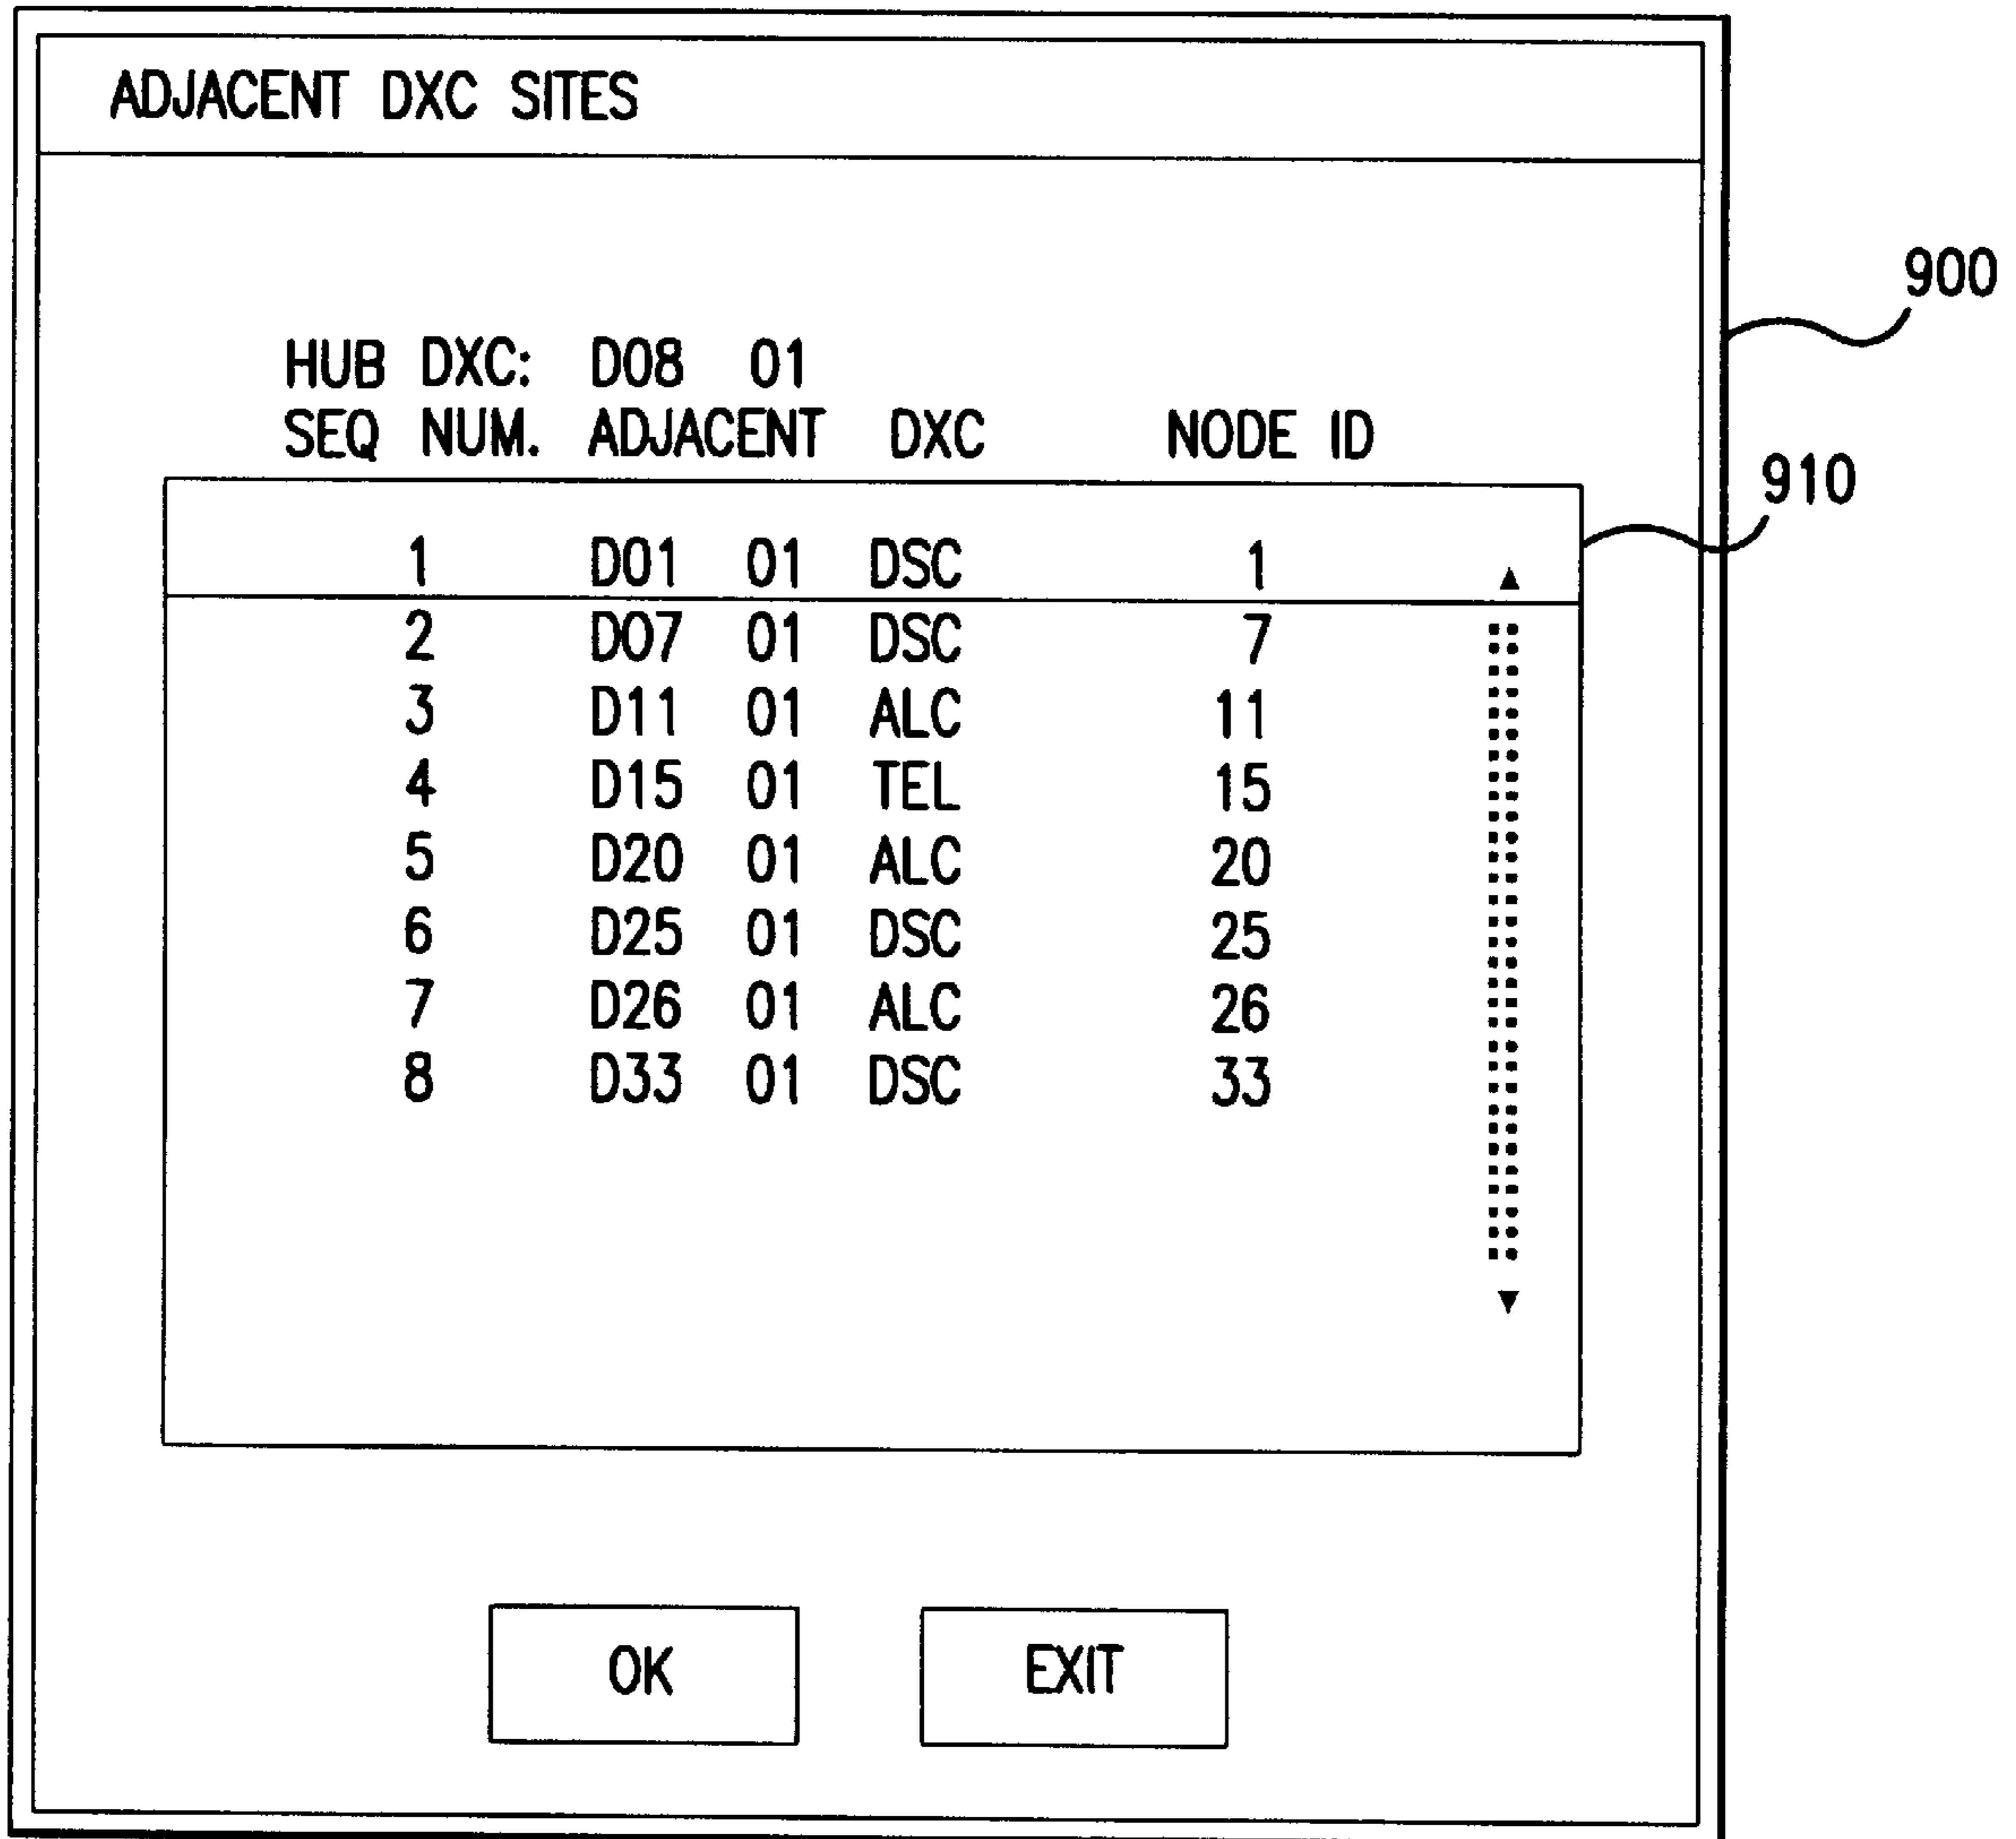 ADJACENT DXC SITES
900
HUB DXC: D08 01
SEQ NUM. ADJACENT DXC NODE ID
910
1 D01 01 DSC 1
2 D07 01 DSC 7
3 D11 01 ALC 11
4 D15 01 TEL 15
5 D20 01 ALC 20
6 D25 01 DSC 25
7 D26 01 ALC 26
8 D33 01 DSC 33
OK EXIT